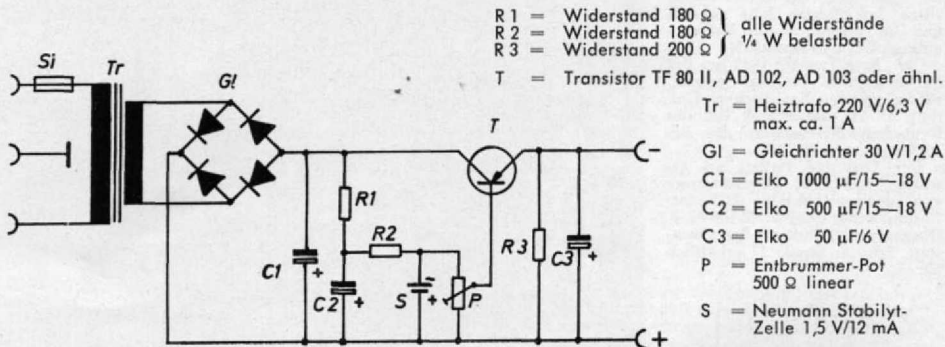 R 1 = Widerstand 180 Ω
R 2 = Widerstand 180 Ω
R 3 = Widerstand 200 Ω
alle Widerstände
¼ W belastbar
T = Transistor TF 80 II, AD 102, AD 103 oder ähnl.
Tr = Heiztrafo 220 V/6,3 V
max. ca. 1 A
Gl = Gleichrichter 30 V/1,2 A
C 1 = Elko 1000 µF/15—18 V
C 2 = Elko 500 µF/15—18 V
C 3 = Elko 50 µF/6 V
P = Entbrummer-Pot
500 Ω linear
S = Neumann Stabilyt-
Zelle 1,5 V/12 mA
Si
Tr
Gl
T
−
R1
R2
R3
C1
+
C2
+
S
−
+
P
C3
+
+